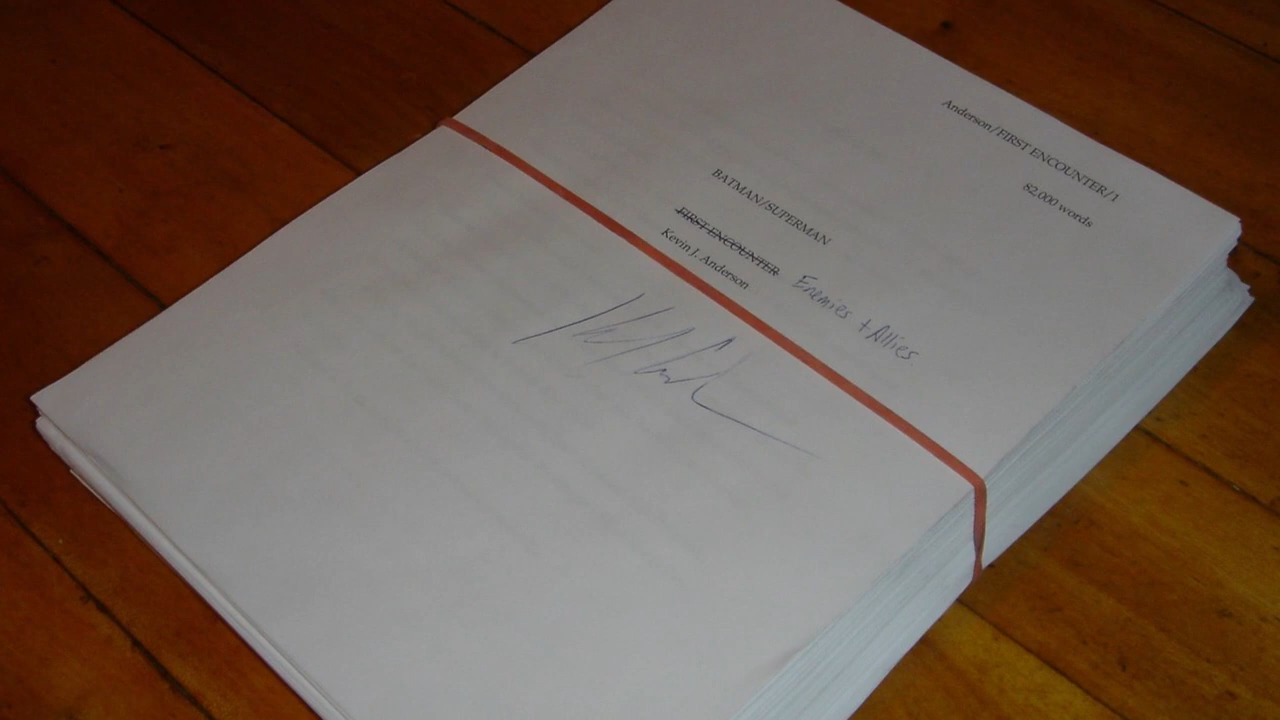 Anderson/FIRST ENCOUNTER/1
82,000 words
BATMAN/SUPERMAN
FIRST ENCOUNTER
Enemies + Allies
Kevin J. Anderson